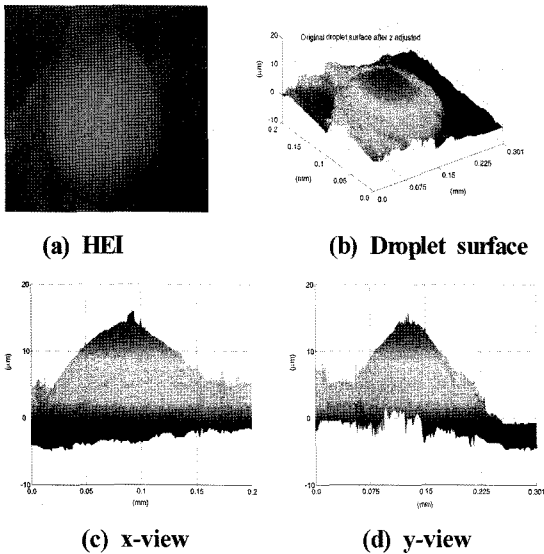 Original droplet surface after z adjusted
20
10
0
-10
(μm)
0.2
0.15
0.1
0.05
0.0
(mm)
0.0
0.075
0.15
0.225
0.301
(mm)
(a) HEI
(b) Droplet surface
20
10
0
-10
(μm)
0.0
0.05
0.1
0.15
0.2
(mm)
20
10
0
-10
(μm)
0.0
0.075
0.15
0.225
0.301
(mm)
(c) x-view
(d) y-view